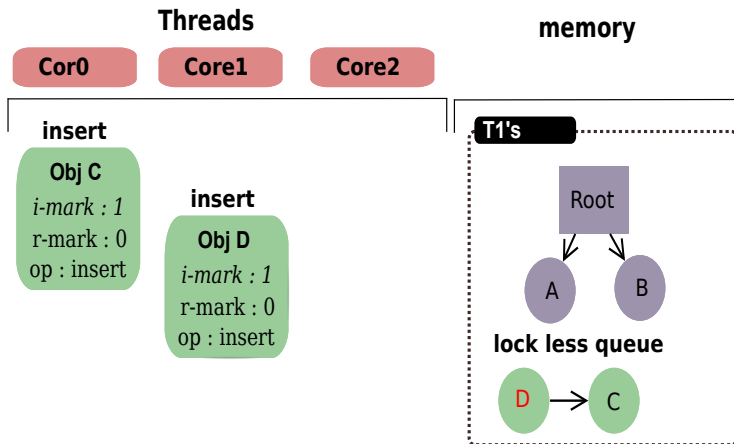 Threads
memory
Cor0
Core1
Core2
insert
Obj C
i-mark : 1
r-mark : 0
op : insert
insert
Obj D
i-mark : 1
r-mark : 0
op : insert
T1's
Root
A
B
lock less queue
D
C